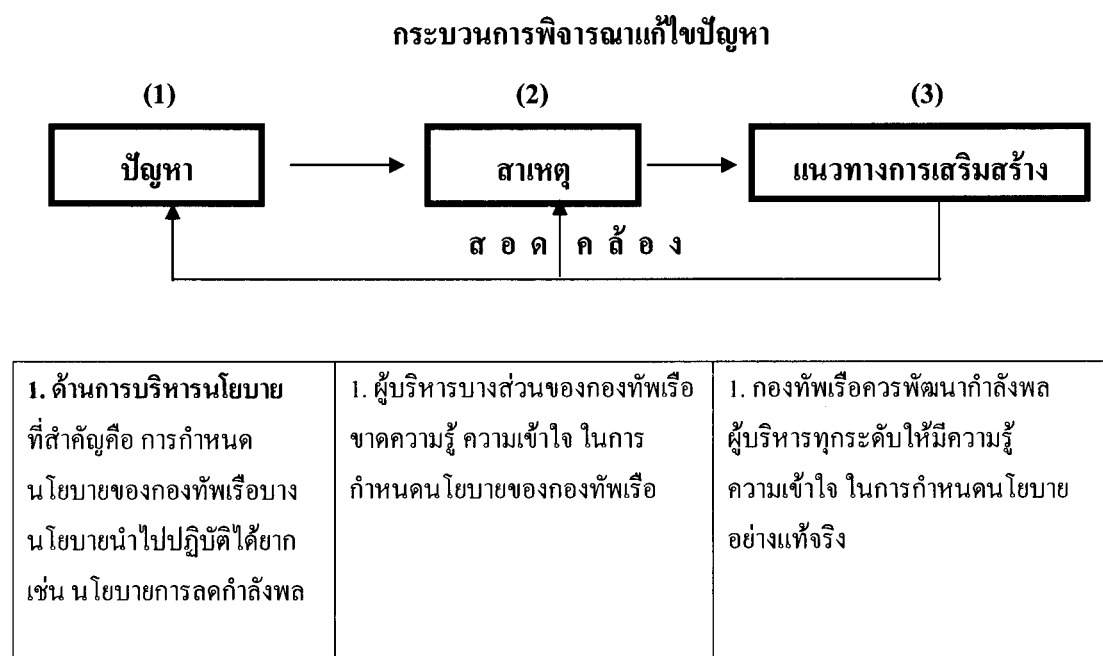 กระบวนการพิจารณาแก้ไขปัญหา
(1) (2) (3)
ปัญหา สาเหตุ แนวทางการเสริมสร้าง
ส อ ด ค ล้ อ ง
1. ด้านการบริหารนโยบาย
ที่สำคัญคือ การกำหนด
นโยบายของกองทัพเรือบาง
นโยบายนำไปปฏิบัติได้ยาก
เช่น นโยบายการลดกำลังพล
1. ผู้บริหารบางส่วนของกองทัพเรือ
ขาดความรู้ ความเข้าใจ ในการ
กำหนดนโยบายของกองทัพเรือ
1. กองทัพเรือควรพัฒนากำลังพล
ผู้บริหารทุกระดับให้มีความรู้
ความเข้าใจ ในการกำหนดนโยบาย
อย่างแท้จริง